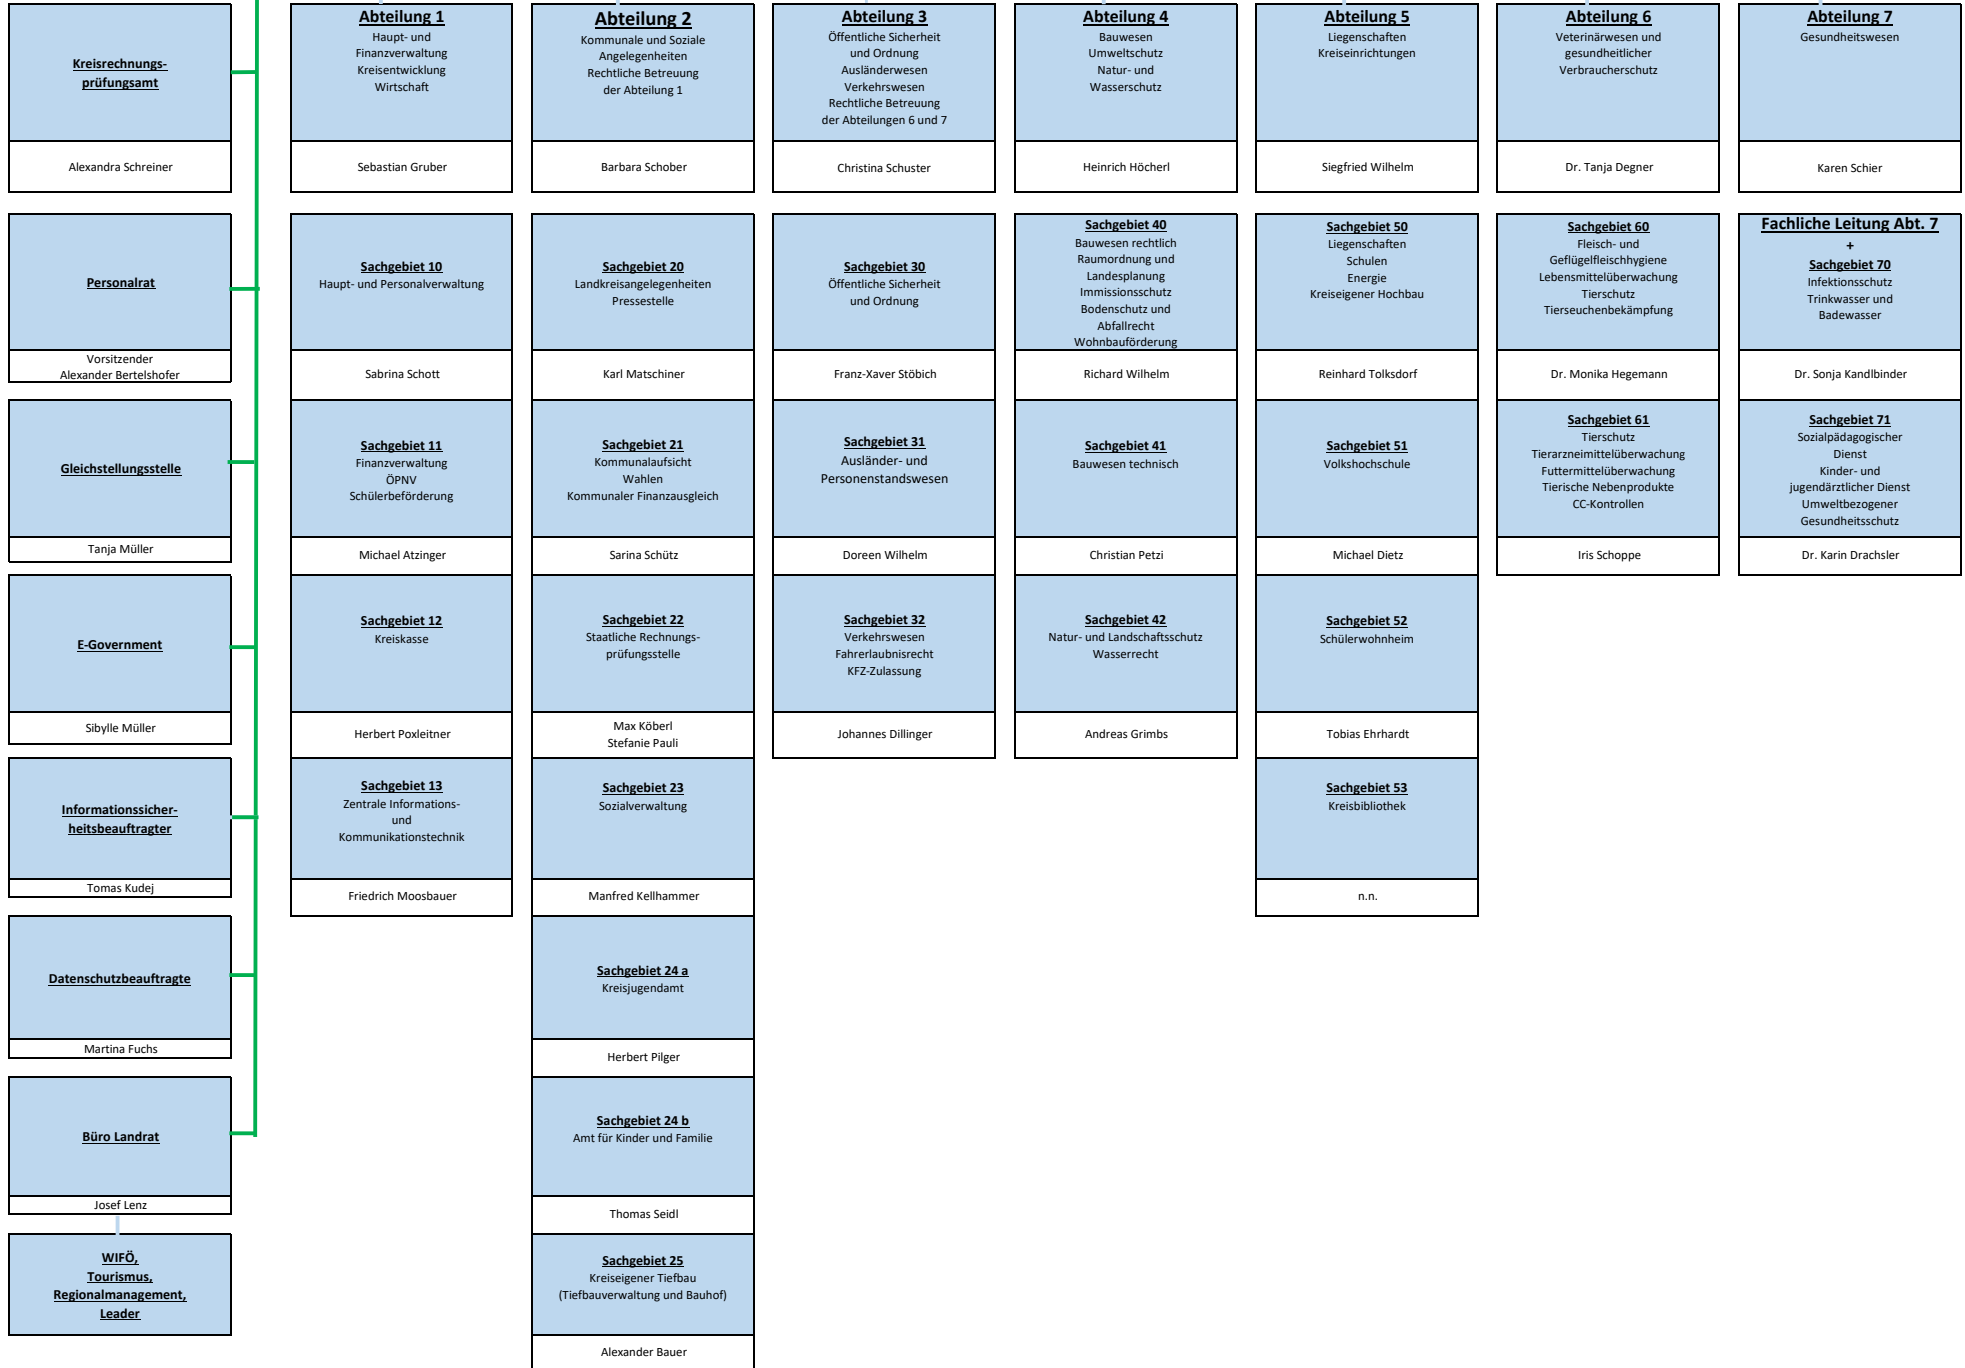 Kreisrechnungs-
prüfungsamt
Alexandra Schreiner
Personalrat
Vorsitzender
Alexander Bertelshofer
Gleichstellungsstelle
Tanja Müller
E-Government
Sibylle Müller
Informationssicher-
heitsbeauftragter
Tomas Kudej
Datenschutzbeauftragte
Martina Fuchs
Büro Landrat
Josef Lenz
WIFÖ,
Tourismus,
Regionalmanagement,
Leader
Abteilung 1
Haupt- und
Finanzverwaltung
Kreisentwicklung
Wirtschaft
Sebastian Gruber
Sachgebiet 10
Haupt- und Personalverwaltung
Sabrina Schott
Sachgebiet 11
Finanzverwaltung
ÖPNV
Schülerbeförderung
Michael Atzinger
Sachgebiet 12
Kreiskasse
Herbert Poxleitner
Sachgebiet 13
Zentrale Informations-
und
Kommunikationstechnik
Friedrich Moosbauer
Abteilung 2
Kommunale und Soziale
Angelegenheiten
Rechtliche Betreuung
der Abteilung 1
Barbara Schober
Sachgebiet 20
Landkreisangelegenheiten
Pressestelle
Karl Matschiner
Sachgebiet 21
Kommunalaufsicht
Wahlen
Kommunaler Finanzausgleich
Sarina Schütz
Sachgebiet 22
Staatliche Rechnungs-
prüfungsstelle
Max Köberl
Stefanie Pauli
Sachgebiet 23
Sozialverwaltung
Manfred Kellhammer
Sachgebiet 24 a
Kreisjugendamt
Herbert Pilger
Sachgebiet 24 b
Amt für Kinder und Familie
Thomas Seidl
Sachgebiet 25
Kreiseigener Tiefbau
(Tiefbauverwaltung und Bauhof)
Alexander Bauer
Abteilung 3
Öffentliche Sicherheit
und Ordnung
Ausländerwesen
Verkehrswesen
Rechtliche Betreuung
der Abteilungen 6 und 7
Christina Schuster
Sachgebiet 30
Öffentliche Sicherheit
und Ordnung
Franz-Xaver Stöbich
Sachgebiet 31
Ausländer- und
Personenstandswesen
Doreen Wilhelm
Sachgebiet 32
Verkehrswesen
Fahrerlaubnisrecht
KFZ-Zulassung
Johannes Dillinger
Abteilung 4
Bauwesen
Umweltschutz
Natur- und
Wasserschutz
Heinrich Höcherl
Sachgebiet 40
Bauwesen rechtlich
Raumordnung und
Landesplanung
Immissionsschutz
Bodenschutz und
Abfallrecht
Wohnbauförderung
Richard Wilhelm
Sachgebiet 41
Bauwesen technisch
Christian Petzi
Sachgebiet 42
Natur- und Landschaftsschutz
Wasserrecht
Andreas Grimbs
Abteilung 5
Liegenschaften
Kreiseinrichtungen
Siegfried Wilhelm
Sachgebiet 50
Liegenschaften
Schulen
Energie
Kreiseigener Hochbau
Reinhard Tolksdorf
Sachgebiet 51
Volkshochschule
Michael Dietz
Sachgebiet 52
Schülerwohnheim
Tobias Ehrhardt
Sachgebiet 53
Kreisbibliothek
n.n.
Abteilung 6
Veterinärwesen und
gesundheitlicher
Verbraucherschutz
Dr. Tanja Degner
Sachgebiet 60
Fleisch- und
Geflügelfleischhygiene
Lebensmittelüberwachung
Tierschutz
Tierseuchenbekämpfung
Dr. Monika Hegemann
Sachgebiet 61
Tierschutz
Tierarzneimittelüberwachung
Futtermittelüberwachung
Tierische Nebenprodukte
CC-Kontrollen
Iris Schoppe
Abteilung 7
Gesundheitswesen
Karen Schier
Fachliche Leitung Abt. 7
+
Sachgebiet 70
Infektionsschutz
Trinkwasser und
Badewasser
Dr. Sonja Kandlbinder
Sachgebiet 71
Sozialpädagogischer
Dienst
Kinder- und
jugendärztlicher Dienst
Umweltbezogener
Gesundheitsschutz
Dr. Karin Drachsler